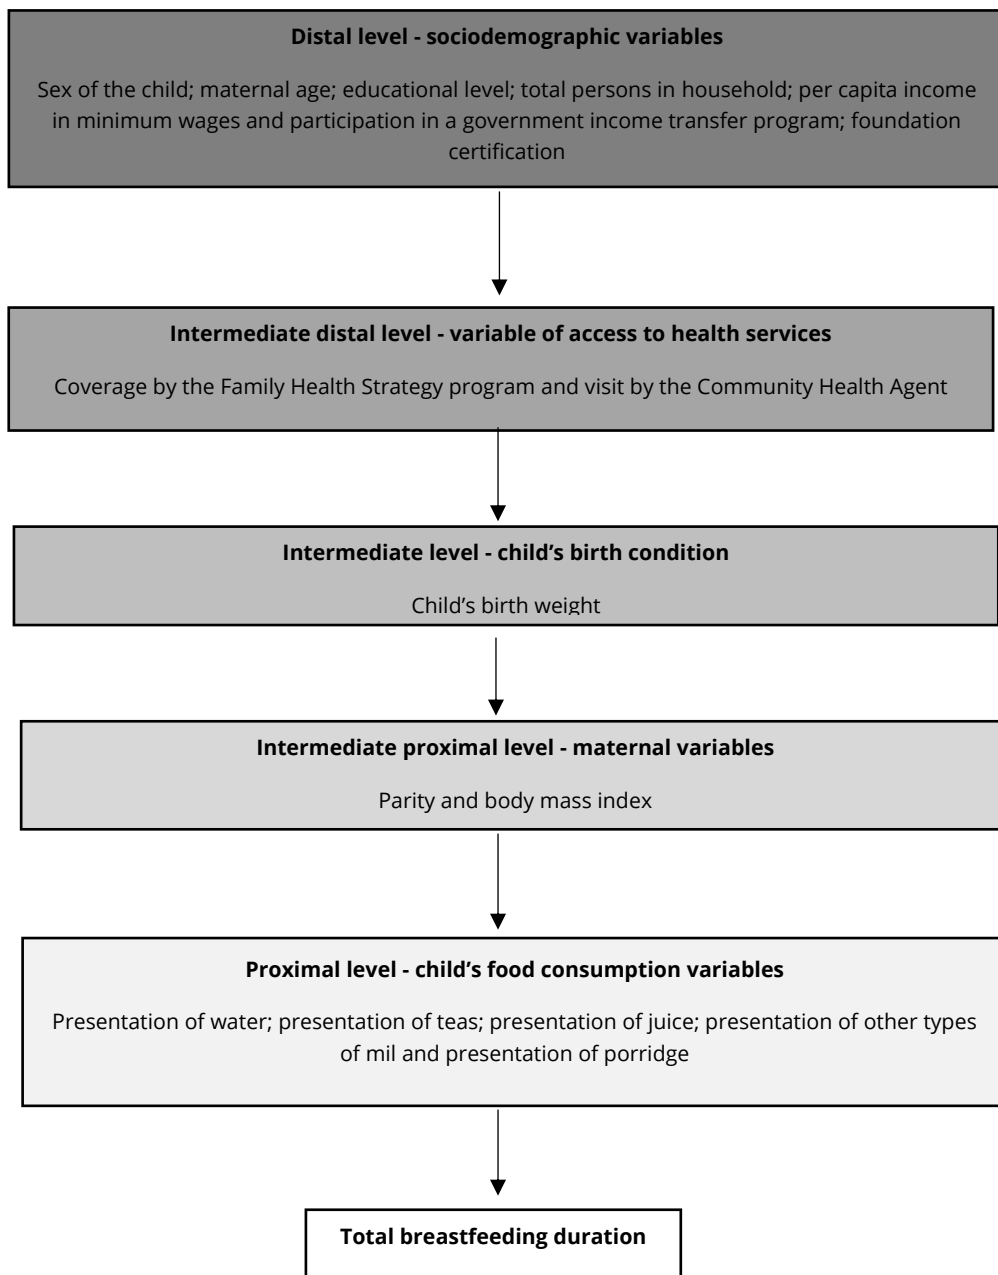 Distal level - sociodemographic variables
Sex of the child; maternal age; educational level; total persons in household; per capita income
in minimum wages and participation in a government income transfer program; foundation
certification
Intermediate distal level - variable of access to health services
Coverage by the Family Health Strategy program and visit by the Community Health Agent
Intermediate level - child’s birth condition
Child’s birth weight
Intermediate proximal level - maternal variables
Parity and body mass index
Proximal level - child’s food consumption variables
Presentation of water; presentation of teas; presentation of juice; presentation of other types
of mil and presentation of porridge
Total breastfeeding duration